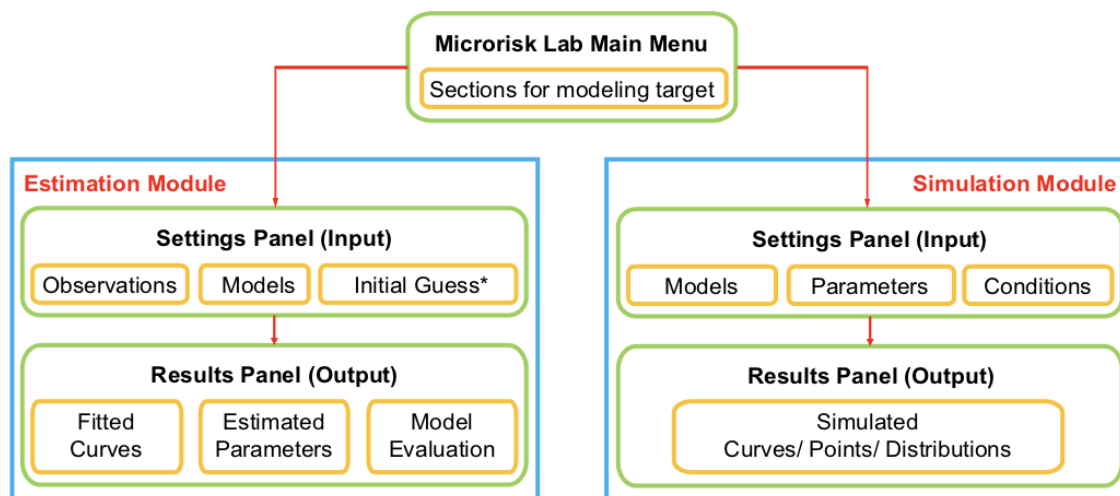 Microrisk Lab Main Menu
Sections for modeling target
Estimation Module
Settings Panel (Input)
Observations
Models
Initial Guess*
Results Panel (Output)
Fitted
Curves
Estimated
Parameters
Model
Evaluation
Simulation Module
Settings Panel (Input)
Models
Parameters
Conditions
Results Panel (Output)
Simulated
Curves/ Points/ Distributions